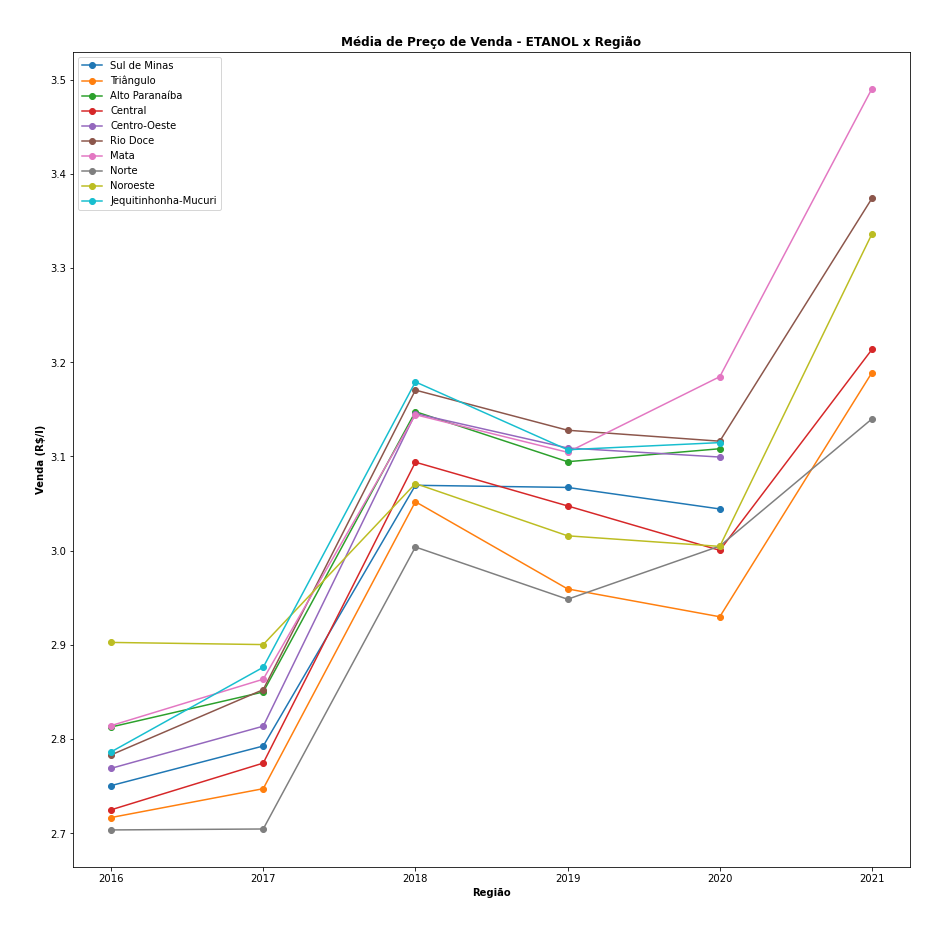 Média de Preço de Venda - ETANOL x Região
Sul de Minas
Triângulo
Alto Paranaíba
Central
Centro-Oeste
Rio Doce
Mata
Norte
Noroeste
Jequitinhonha-Mucuri
3.5
3.4
3.3
3.2
3.1
3.0
2.9
2.8
2.7
Venda (R$/l)
2016 2017 2018 2019 2020 2021
Região